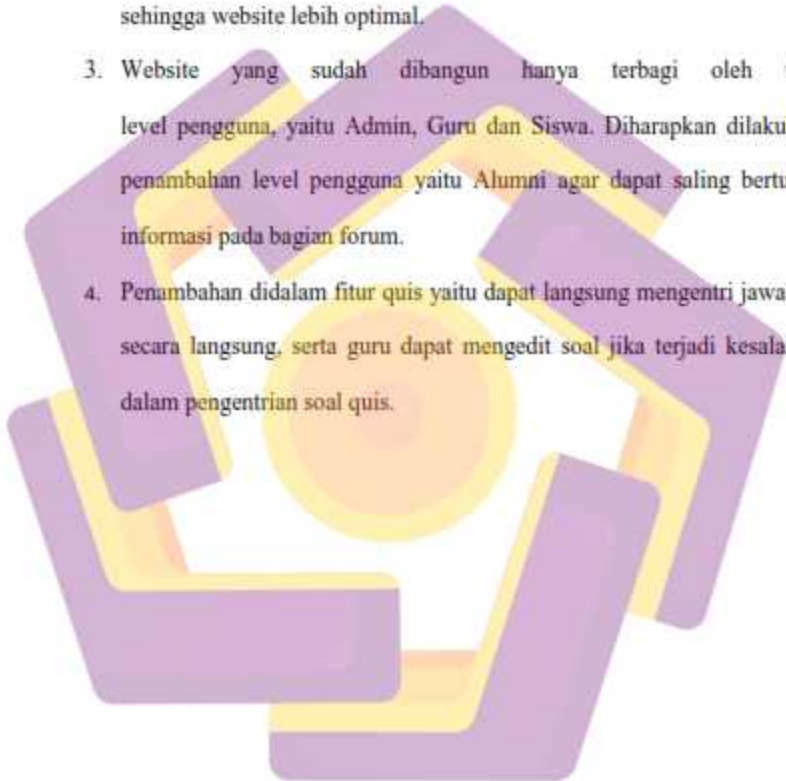 sehingga website lebih optimal.
3. Website yang sudah dibangun hanya terbagi oleh
level pengguna, yaitu Admin, Guru dan Siswa. Diharapkan dilaku
penambahan level pengguna yaitu Alumni agar dapat saling bertu
informasi pada bagian forum.
4. Penambahan didalam fitur quis yaitu dapat langsung mengentri jawa
secara langsung, serta guru dapat mengedit soal jika terjadi kesala
dalam pengentrian soal quis.